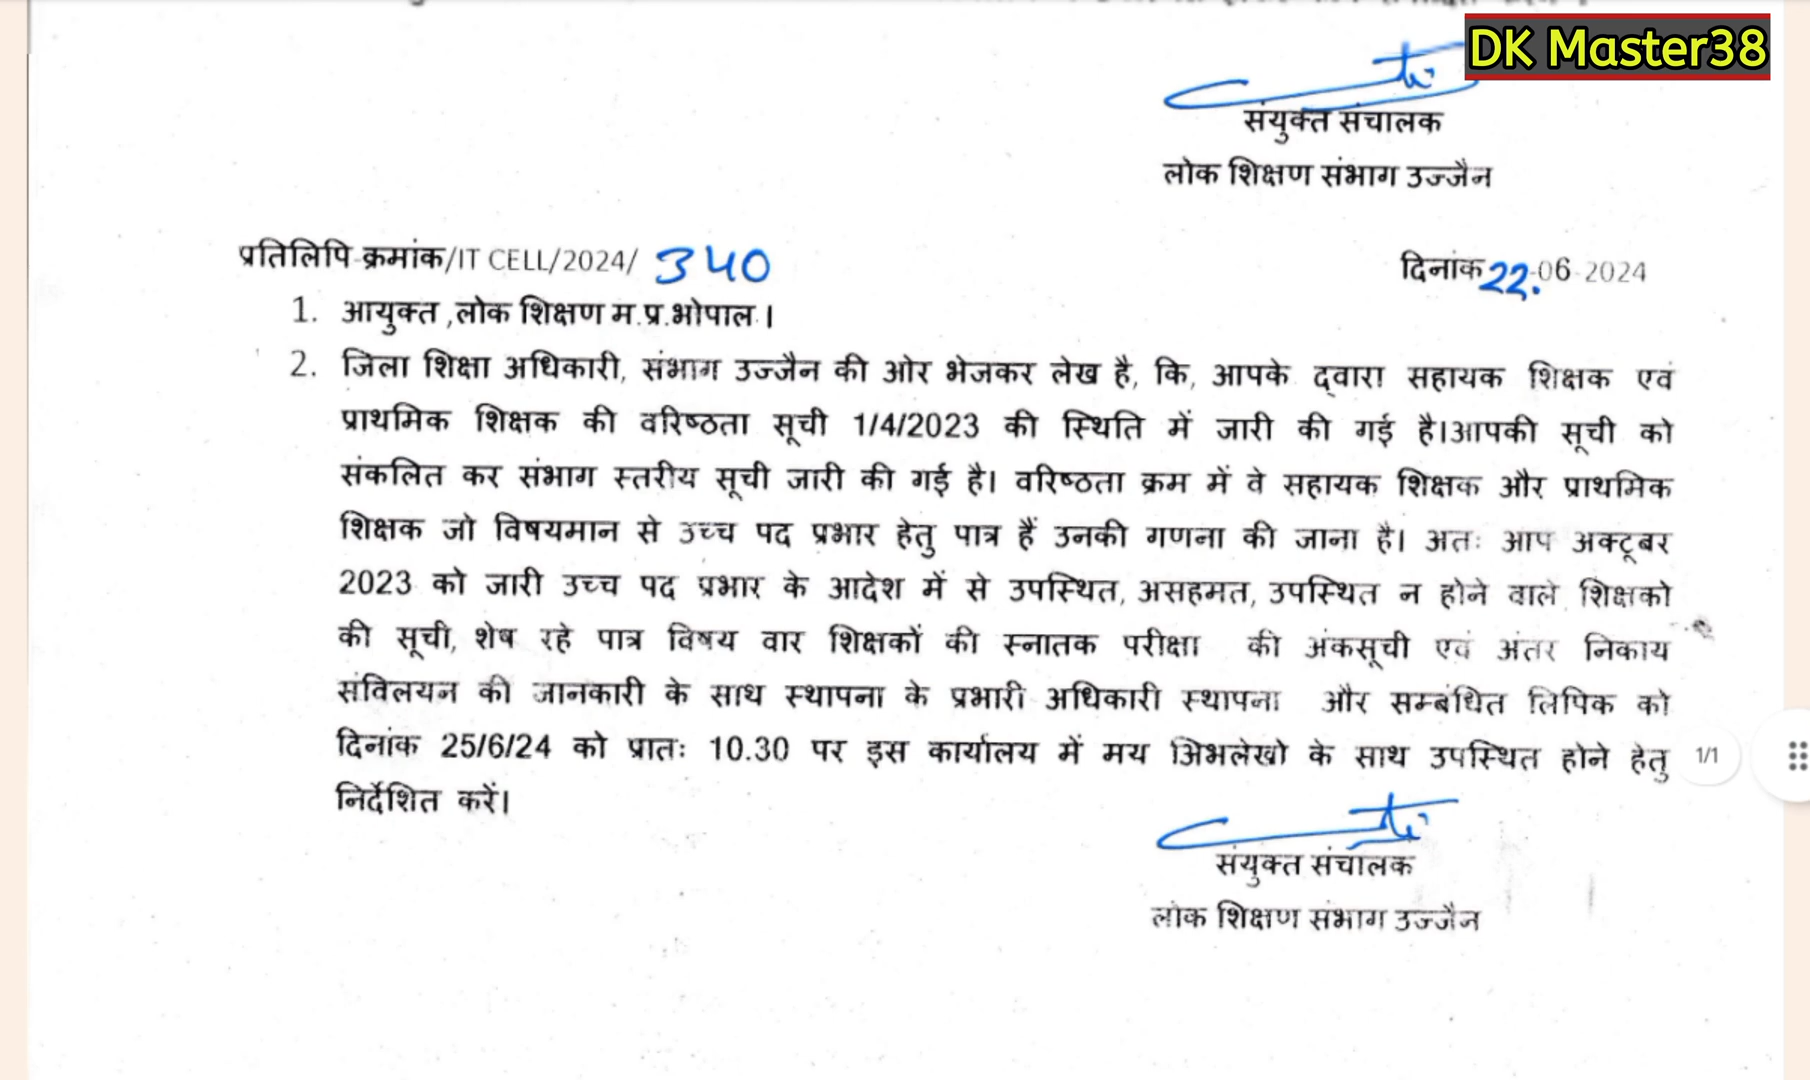 DK Master38
संयुक्त संचालक
लोक शिक्षण संभाग उज्जैन
प्रतिलिपि क्रमांक/IT CELL/2024/ 340 दिनांक 22.06-2024
1. आयुक्त ,लोक शिक्षण म.प्र.भोपाल ।
2. जिला शिक्षा अधिकारी, संभाग उज्जैन की ओर भेजकर लेख है, कि, आपके द्वारा सहायक शिक्षक एवं
प्राथमिक शिक्षक की वरिष्ठता सूची 1/4/2023 की स्थिति में जारी की गई है।आपकी सूची को
संकलित कर संभाग स्तरीय सूची जारी की गई है। वरिष्ठता क्रम में वे सहायक शिक्षक और प्राथमिक
शिक्षक जो विषयमान से उच्च पद प्रभार हेतु पात्र हैं उनकी गणना की जाना है। अतः आप अक्टूबर
2023 को जारी उच्च पद प्रभार के आदेश में से उपस्थित, असहमत, उपस्थित न होने वाले शिक्षको
की सूची, शेष रहे पात्र विषय वार शिक्षकों की स्नातक परीक्षा की अंकसूची एवं अंतर निकाय
संविलयन की जानकारी के साथ स्थापना के प्रभारी अधिकारी स्थापना और सम्बंधित लिपिक को
दिनांक 25/6/24 को प्रातः 10.30 पर इस कार्यालय में मय अिभलेखो के साथ उपस्थित होने हेतु
निर्देशित करें।
1/1
संयुक्त संचालक
लोक शिक्षण संभाग उज्जैन